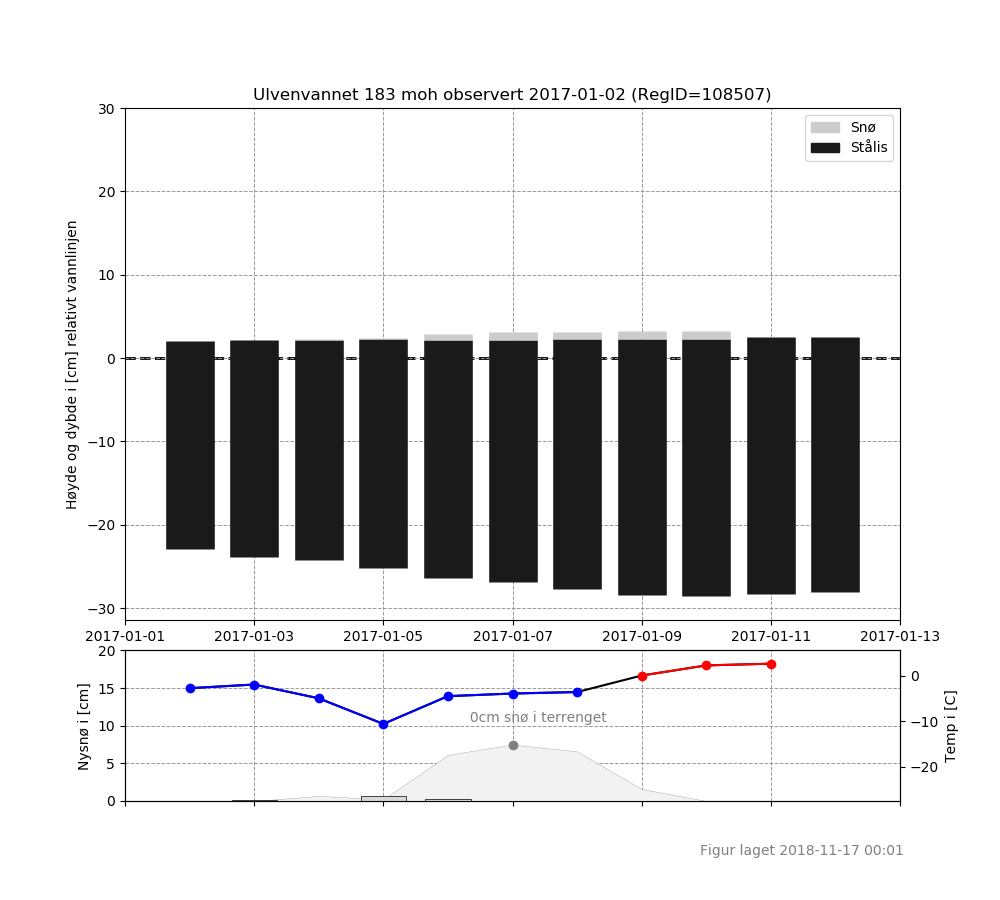 Ulvenvannet 183 moh observert 2017-01-02 (RegID=108507)
Høyde og dybde i [cm] relativt vannlinjen
30
20
10
0
−10
−20
−30
Snø
Stålis
2017-01-01 2017-01-03 2017-01-05 2017-01-07 2017-01-09 2017-01-11 2017-01-13
Nysnø i [cm]
20
15
10
5
0
0cm snø i terrenget
0
−10
−20
Temp i [C]
Figur laget 2018-11-17 00:01